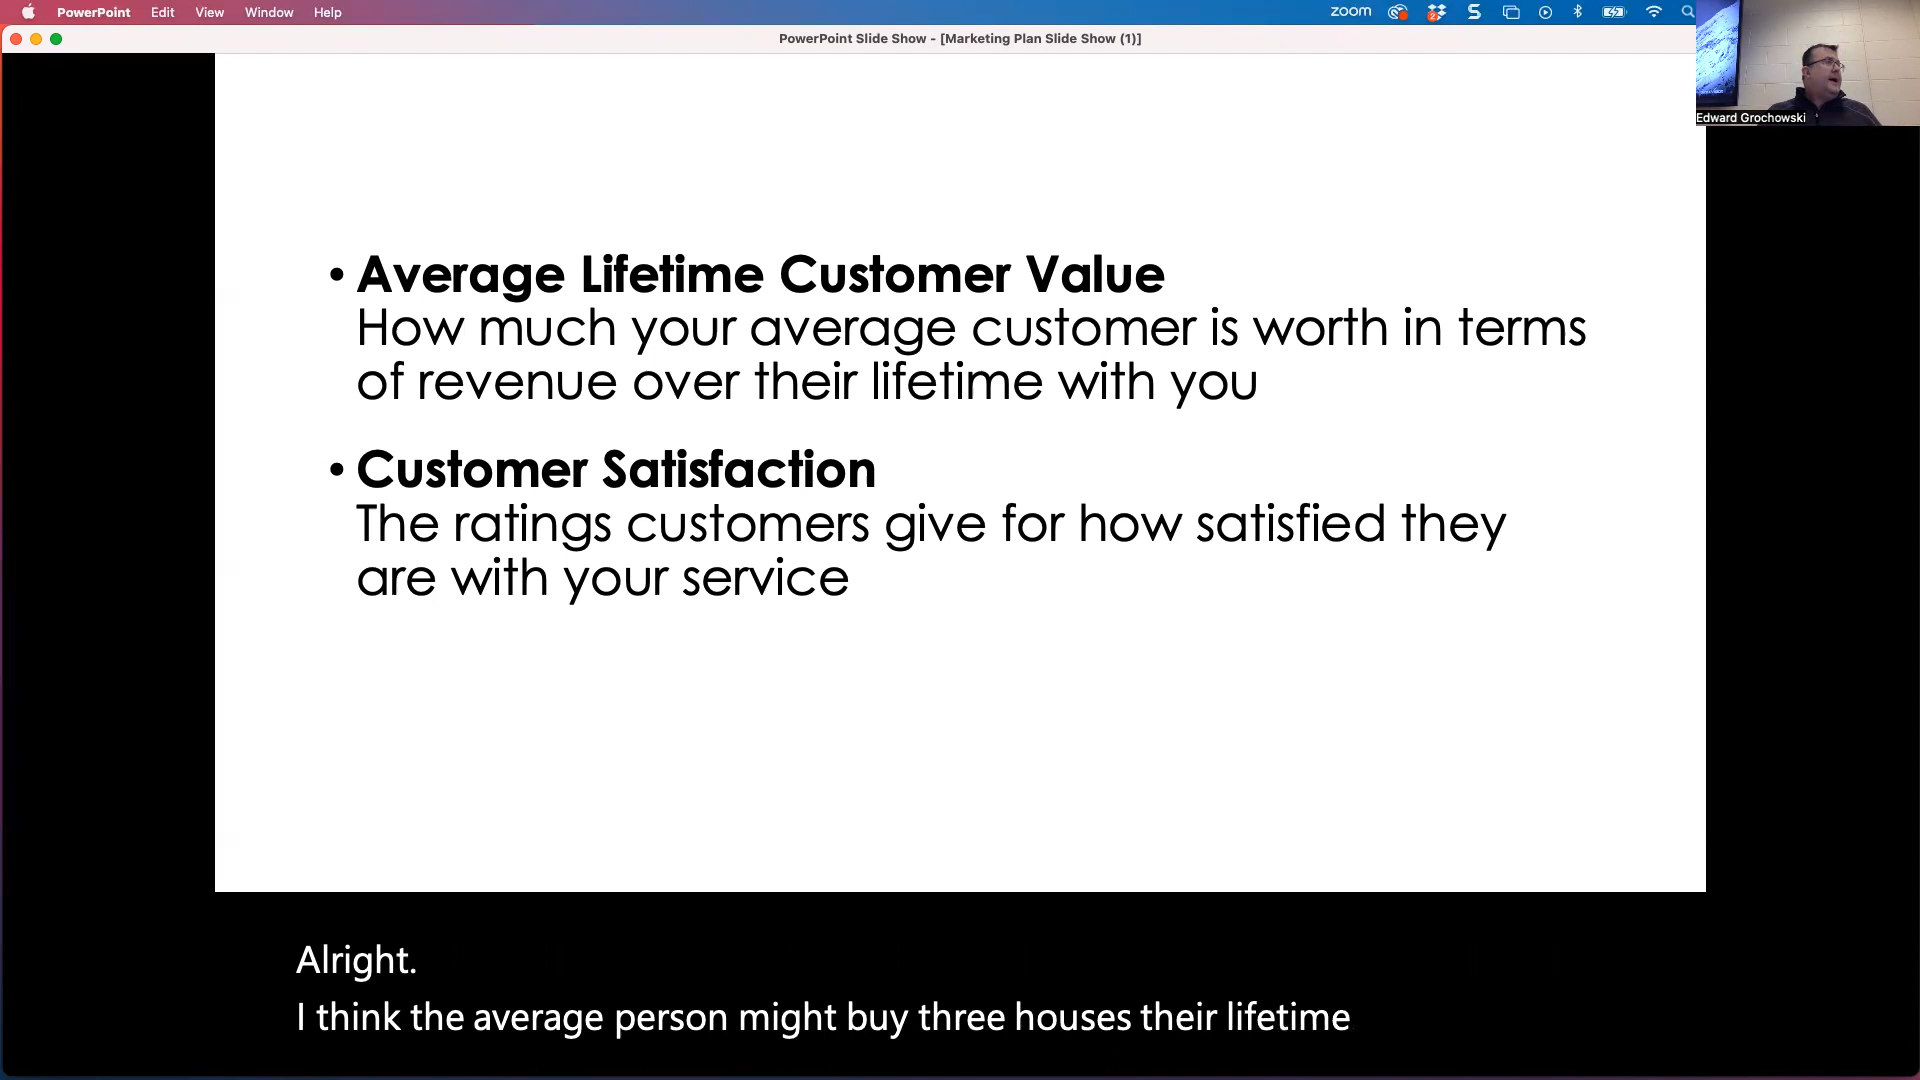 PowerPoint Edit View Window Help
zoom
2
PowerPoint Slide Show - [Marketing Plan Slide Show (1)]
Edward Grochowski
• Average Lifetime Customer Value
How much your average customer is worth in terms
of revenue over their lifetime with you
• Customer Satisfaction
The ratings customers give for how satisfied they
are with your service
Alright.
I think the average person might buy three houses their lifetime